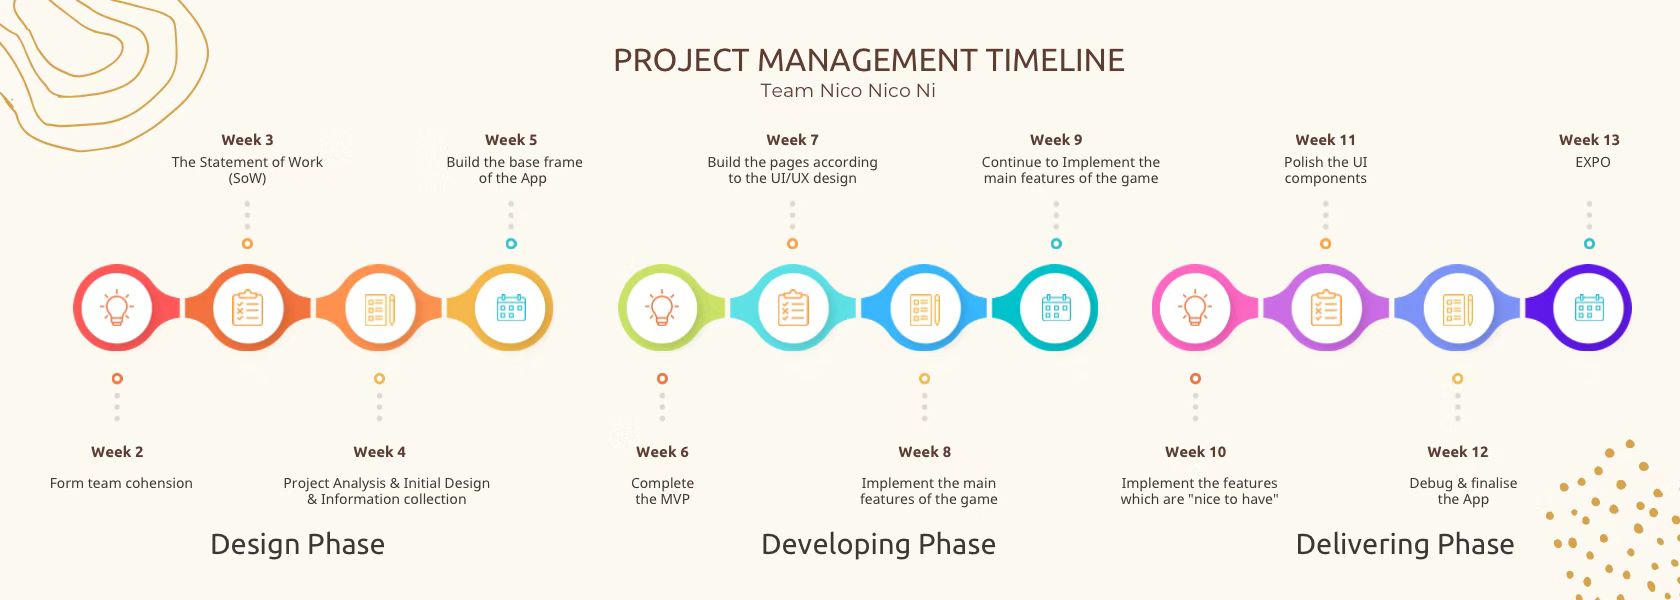 PROJECT MANAGEMENT TIMELINE
Team Nico Nico Ni
Week 3
The Statement of Work
(SoW)
Week 5
Build the base frame
of the App
Week 7
Build the pages according
to the UI/UX design
Week 9
Continue to Implement the
main features of the game
Week 11
Polish the UI
components
Week 13
EXPO
Week 2
Form team cohension
Week 4
Project Analysis & Initial Design
& Information collection
Week 6
Complete
the MVP
Week 8
Implement the main
features of the game
Week 10
Implement the features
which are "nice to have"
Week 12
Debug & finalise
the App
Design Phase
Developing Phase
Delivering Phase